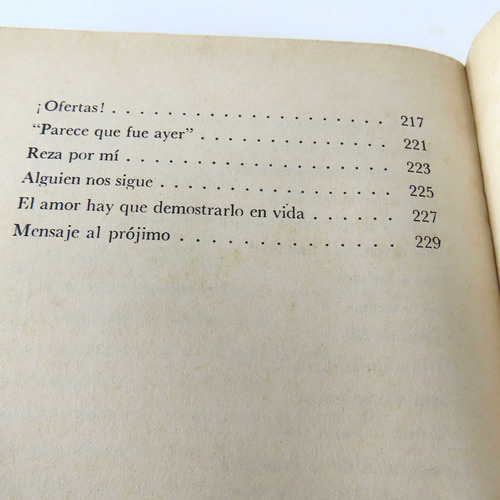 ¡Ofertas! . . . . . . . . . . . . . . . . . . . . 217
“Parece que fue ayer” . . . . . . . . . . . . . 221
Reza por mí . . . . . . . . . . . . . . . . . . 223
Alguien nos sigue . . . . . . . . . . . . . . . 225
El amor hay que demostrarlo en vida . . . . . . 227
Mensaje al prójimo . . . . . . . . . . . . . . 229